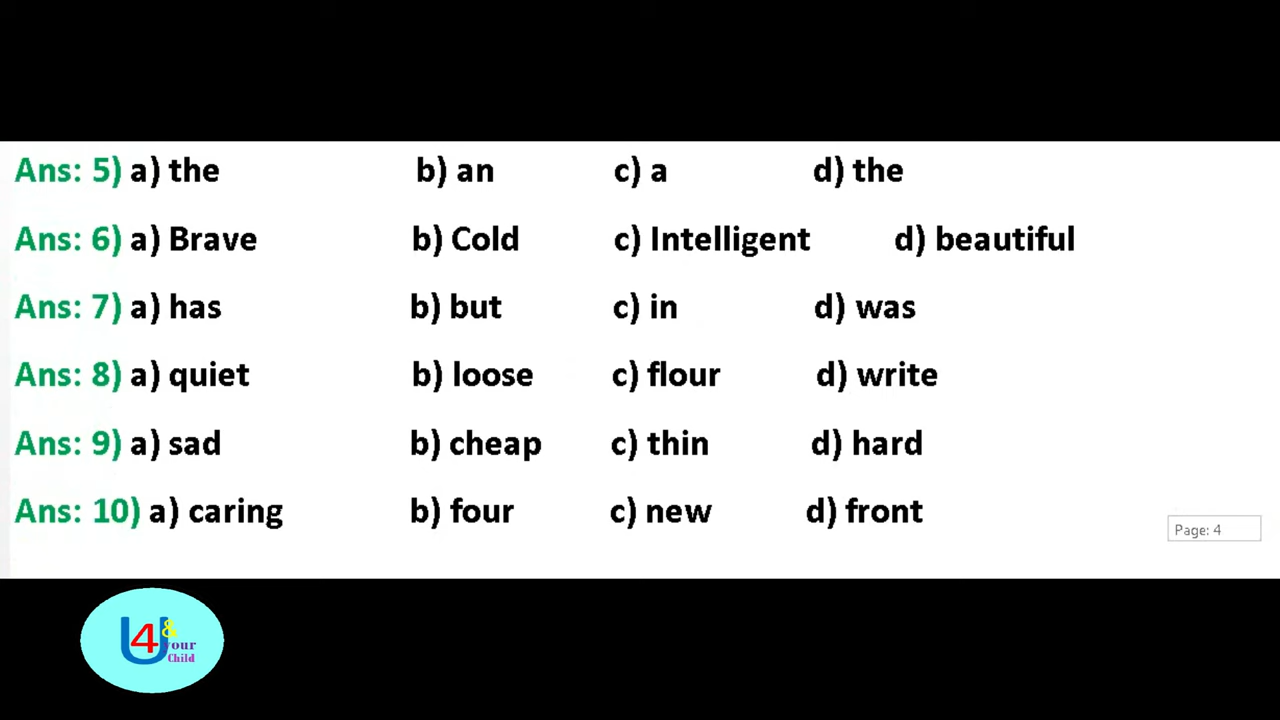 Ans: 5) a) the b) an c) a d) the
Ans: 6) a) Brave b) Cold c) Intelligent d) beautiful
Ans: 7) a) has b) but c) in d) was
Ans: 8) a) quiet b) loose c) flour d) write
Ans: 9) a) sad b) cheap c) thin d) hard
Ans: 10) a) caring b) four c) new d) front
Page: 4
U 4 & your Child